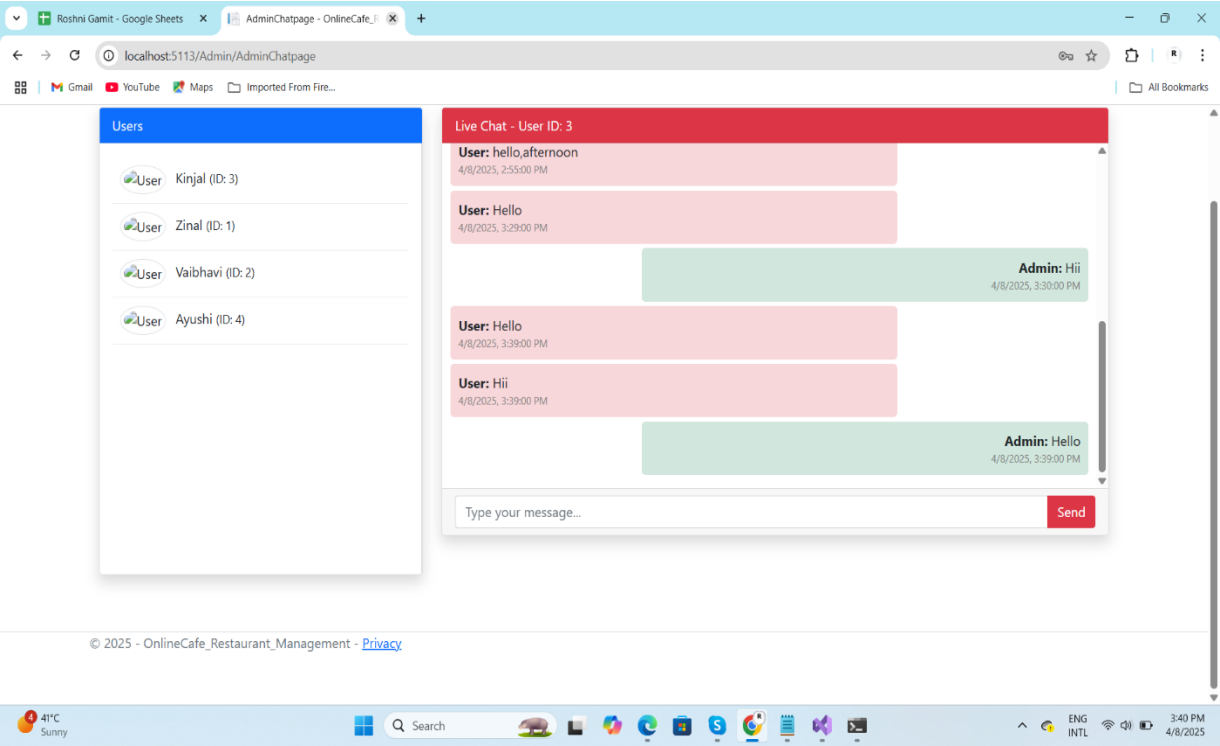 Roshni Gamit - Google Sheets
AdminChatpage - OnlineCafe_R
localhost:5113/Admin/AdminChatpage
R
Gmail
YouTube
Maps
Imported From Fire...
All Bookmarks
Users
User Kinjal (ID: 3)
User Zinal (ID: 1)
User Vaibhavi (ID: 2)
User Ayushi (ID: 4)
Live Chat - User ID: 3
User: hello,afternoon
4/8/2025, 2:55:00 PM
User: Hello
4/8/2025, 3:29:00 PM
Admin: Hii
4/8/2025, 3:30:00 PM
User: Hello
4/8/2025, 3:39:00 PM
User: Hii
4/8/2025, 3:39:00 PM
Admin: Hello
4/8/2025, 3:39:00 PM
Type your message...
Send
© 2025 - OnlineCafe_Restaurant_Management - Privacy
4
41°C
Sunny
Search
R
ENG
INTL
3:40 PM
4/8/2025